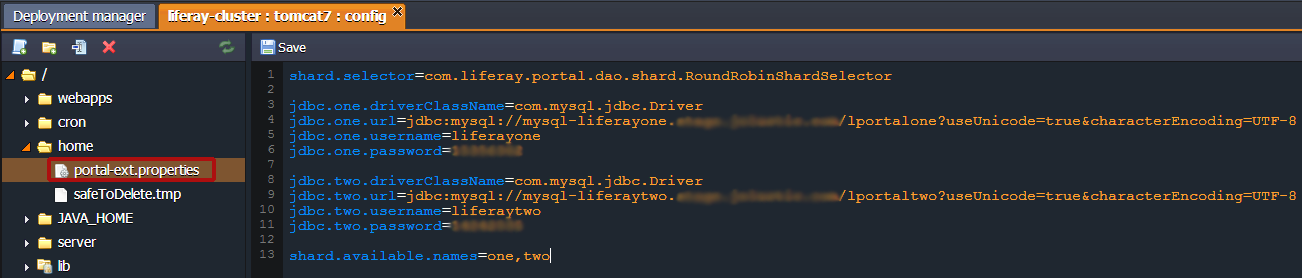 Deployment manager
liferay-cluster : tomcat7 : config
Save
/
webapps
cron
home
portal-ext.properties
safeToDelete.tmp
JAVA_HOME
server
lib
1 shard.selector=com.liferay.portal.dao.shard.RoundRobinShardSelector
2
3 jdbc.one.driverClassName=com.mysql.jdbc.Driver
4 jdbc.one.url=jdbc:mysql://mysql-liferayone. /lportalone?useUnicode=true&characterEncoding=UTF-8
5 jdbc.one.username=liferayone
6 jdbc.one.password=
7
8 jdbc.two.driverClassName=com.mysql.jdbc.Driver
9 jdbc.two.url=jdbc:mysql://mysql-liferaytwo. /lportaltwo?useUnicode=true&characterEncoding=UTF-8
10 jdbc.two.username=liferaytwo
11 jdbc.two.password=
12
13 shard.available.names=one,two